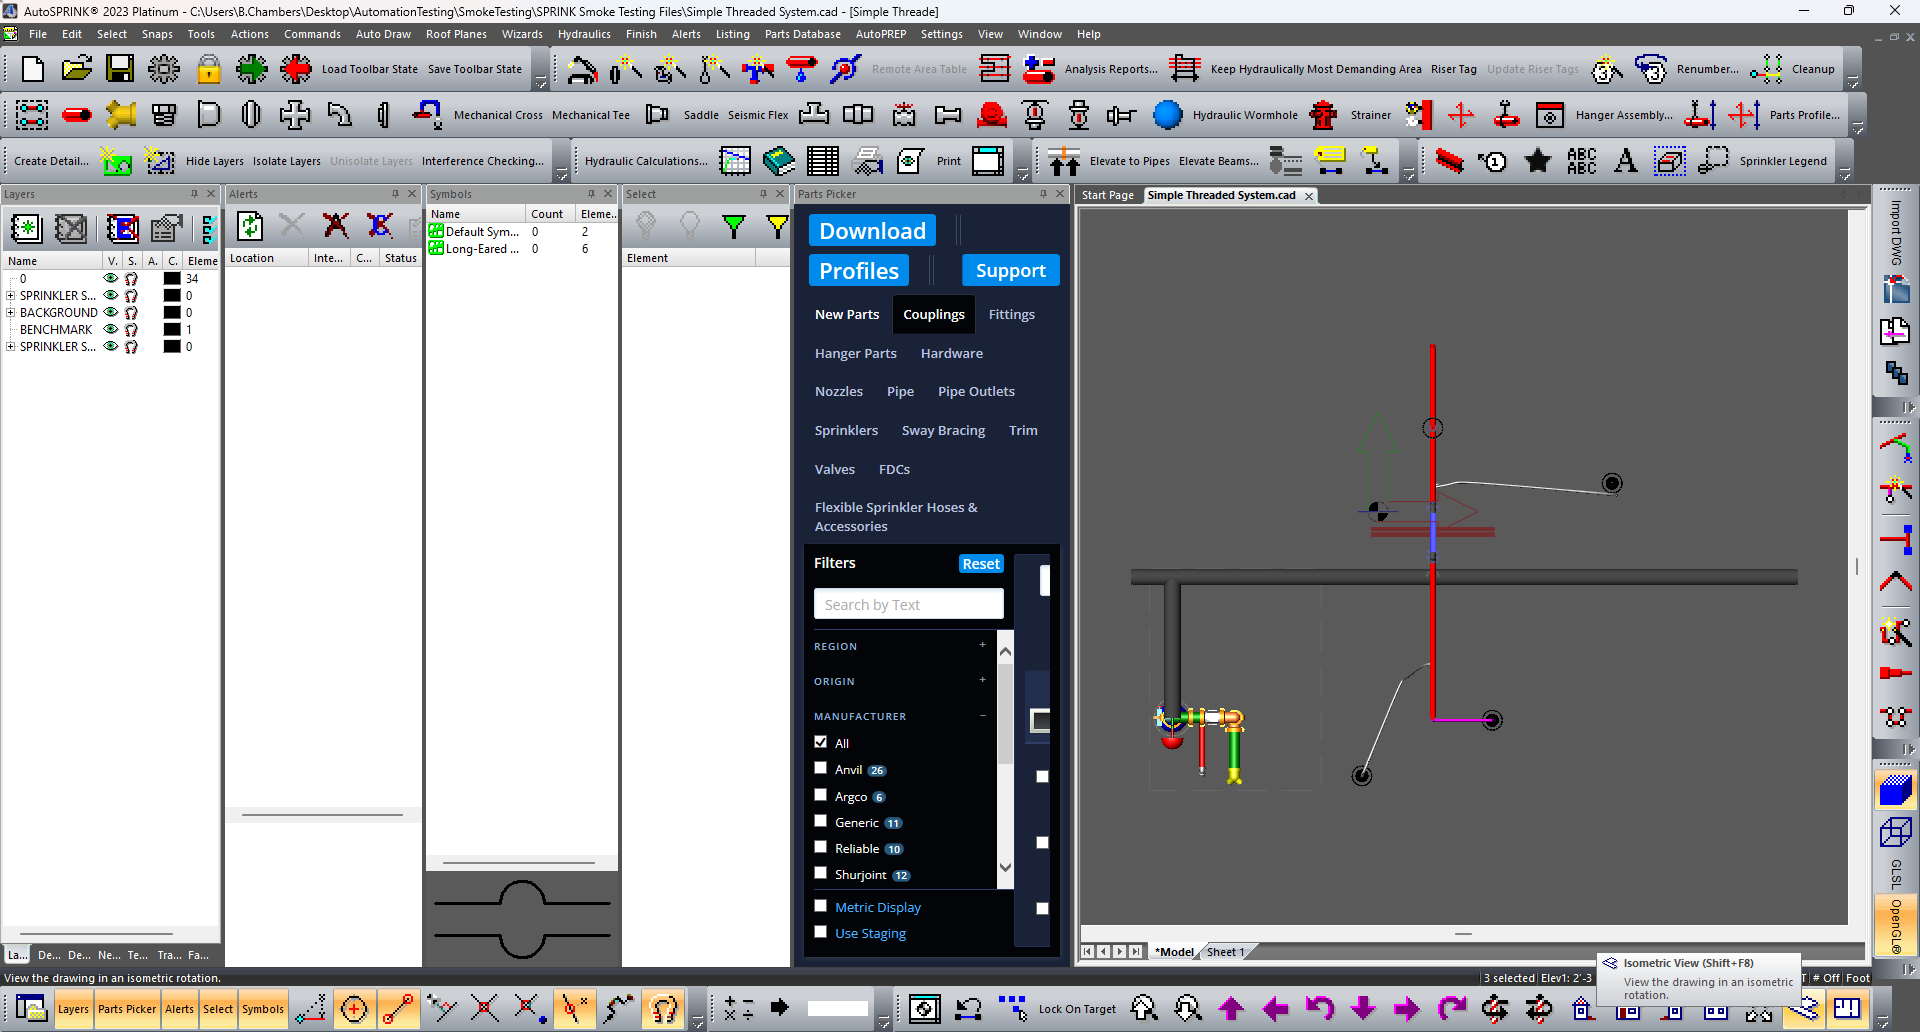 AutoSPRINK® 2023 Platinum - C:\Users\B.Chambers\Desktop\AutomationTesting\SmokeTesting\SPRINK Smoke Testing Files\Simple Threaded System.cad - [Simple Threade]
File Edit Select Snaps Tools Actions Commands Auto Draw Roof Planes Wizards Hydraulics Finish Alerts Listing Parts Database AutoPREP Settings View Window Help
Load Toolbar State Save Toolbar State Remote Area Table Analysis Reports... Keep Hydraulically Most Demanding Area Riser Tag Update Riser Tags Renumber... Cleanup
Mechanical Cross Mechanical Tee Saddle Seismic Flex Hydraulic Wormhole Strainer Hanger Assembly... Parts Profile...
Create Detail... Hide Layers Isolate Layers Unisolate Layers Interference Checking... Hydraulic Calculations... Print Elevate to Pipes Elevate Beams... Sprinkler Legend
Layers Alerts Symbols Select Parts Picker Start Page Simple Threaded System.cad
Name V. S. A. C. Eleme
0 34
SPRINKLER S... 0
BACKGROUND 0
BENCHMARK 1
SPRINKLER S... 0
Location Inte... C... Status
Name Count Eleme..
Default Sym... 0 2
Long-Eared ... 0 6
Element
Download
Profiles Support
New Parts Couplings Fittings
Hanger Parts Hardware
Nozzles Pipe Pipe Outlets
Sprinklers Sway Bracing Trim
Valves FDCs
Flexible Sprinkler Hoses &
Accessories
Filters Reset
Search by Text
REGION +
ORIGIN +
MANUFACTURER −
All
Anvil 26
Argco 6
Generic 11
Reliable 10
Shurjoint 12
Metric Display
Use Staging
Import DWG
GLSL
OpenGL®
La... De... De... Ne... Te... Tra... Fa...
*Model Sheet 1
View the drawing in an isometric rotation.
3 selected Elev1: 2'-3 T # Off Foot
Isometric View (Shift+F8)
View the drawing in an isometric
rotation.
Layers Parts Picker Alerts Select Symbols Lock On Target